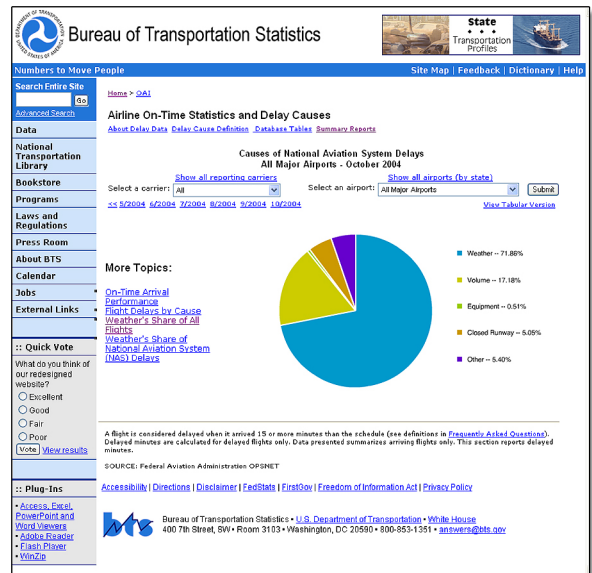 DEPARTMENT OF TRANSPORTATION
UNITED STATES OF AMERICA
Bureau of Transportation Statistics
State
Transportation
Profiles
Numbers to Move People
Site Map | Feedback | Dictionary | Help
Search Entire Site
Go
Advanced Search
Data
National
Transportation
Library
Bookstore
Programs
Laws and
Regulations
Press Room
About BTS
Calendar
Jobs
External Links
:: Quick Vote
What do you think of
our redesigned
website?
Excellent
Good
Fair
Poor
Vote View results
:: Plug-Ins
• Access, Excel,
PowerPoint and
Word Viewers
• Adobe Reader
• Flash Player
• WinZip
Home > OAI
Airline On-Time Statistics and Delay Causes
About Delay Data Delay Cause Definition Database Tables Summary Reports
Causes of National Aviation System Delays
All Major Airports - October 2004
Show all reporting carriers
Show all airports (by state)
Select a carrier: All
Select an airport: All Major Airports
Submit
<< 5/2004 6/2004 7/2004 8/2004 9/2004 10/2004
View Tabular Version
More Topics:
On-Time Arrival
Performance
Flight Delays by Cause
Weather's Share of All
Flights
Weather's Share of
National Aviation System
(NAS) Delays
Weather -- 71.86%
Volume -- 17.18%
Equipment -- 0.51%
Closed Runway -- 5.05%
Other -- 5.40%
A flight is considered delayed when it arrived 15 or more minutes than the schedule (see definitions in Frequently Asked Questions).
Delayed minutes are calculated for delayed flights only. Data presented summarizes arriving flights only. This section reports delayed
minutes.
SOURCE: Federal Aviation Administration OPSNET
Accessibility | Directions | Disclaimer | FedStats | FirstGov | Freedom of Information Act | Privacy Policy
bts
Bureau of Transportation Statistics • U.S. Department of Transportation • White House
400 7th Street, SW • Room 3103 • Washington, DC 20590 • 800-853-1351 • answers@bts.gov